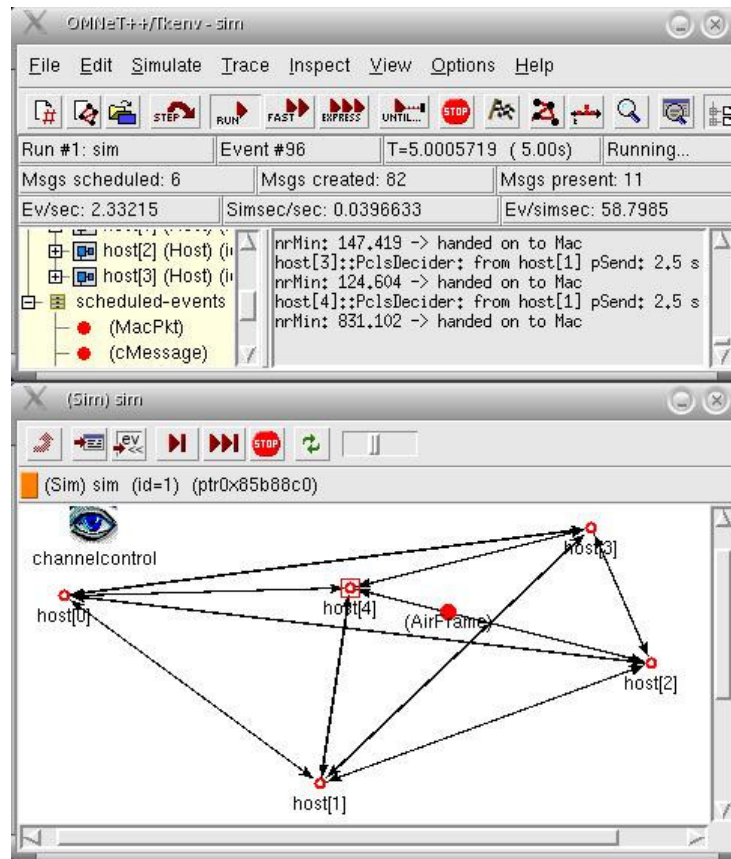 OMNeT++/Tkenv - sim
File Edit Simulate Trace Inspect View Options Help
STEP RUN FAST EXPRESS UNTIL... STOP
Run #1: sim Event #96 T=5.0005719 (5.00s) Running...
Msgs scheduled: 6 Msgs created: 82 Msgs present: 11
Ev/sec: 2.33215 Simsec/sec: 0.0396633 Ev/simsec: 58.7985
host[2] (Host) (i
host[3] (Host) (i
scheduled-events
(MacPkt)
(cMessage)
nrMin: 147.419 -> handed on to Mac
host[3]::PclsDecider: from host[1] pSend: 2.5 s
nrMin: 124.604 -> handed on to Mac
host[4]::PclsDecider: from host[1] pSend: 2.5 s
nrMin: 831.102 -> handed on to Mac
(Sim) sim
ev STOP
(Sim) sim (id=1) (ptr0x85b88c0)
channelcontrol
host[3]
host[0]
host[4]
(AirFrame)
host[2]
host[1]